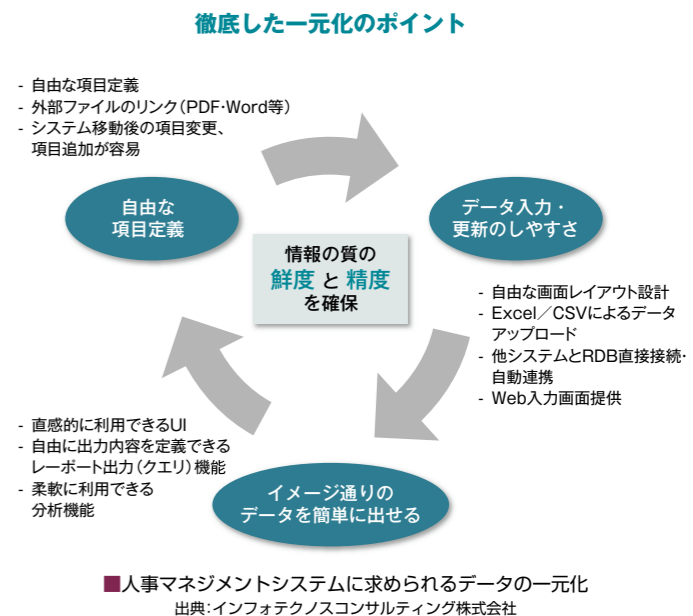 徹底した一元化のポイント
- 自由な項目定義
- 外部ファイルのリンク（PDF・Word等）
- システム移動後の項目変更、
項目追加が容易
自由な
項目定義
データ入力・
更新のしやすさ
情報の質の
鮮度 と 精度
を確保
- 自由な画面レイアウト設計
- Excel／CSVによるデータ
アップロード
- 他システムとRDB直接接続・
自動連携
- Web入力画面提供
- 直感的に利用できるUI
- 自由に出力内容を定義できる
レーポート出力（クエリ）機能
- 柔軟に利用できる
分析機能
イメージ通りの
データを簡単に出せる
■人事マネジメントシステムに求められるデータの一元化
出典：インフォテクノスコンサルティング株式会社